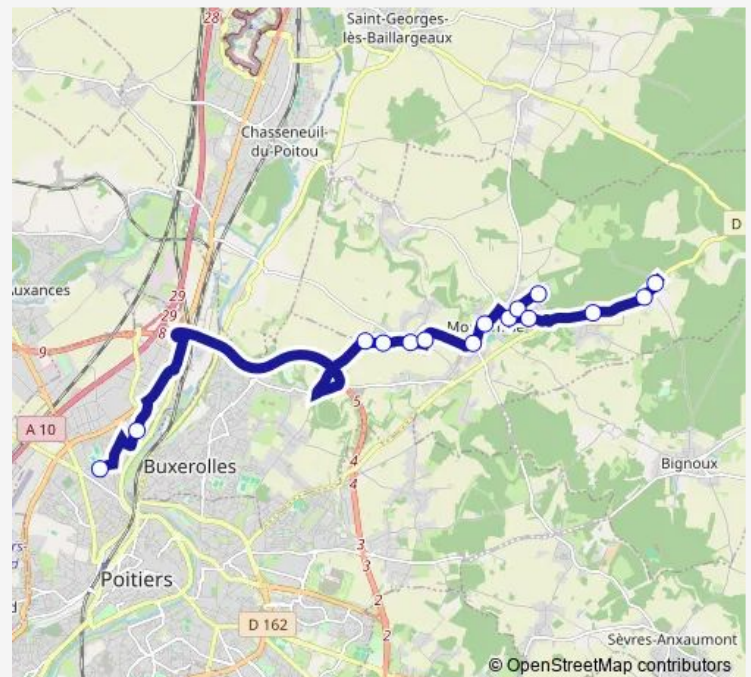 28
Saint-Georges-
lès-Baillargeaux
Chasseneuil-
du-Poitou
D
uxances
29
29
8
9
5
A 10
Buxerolles
4
4
Bignoux
3
3
Poitiers
2
2
D 162
Sèvres-Anxaumont
© OpenStreetMap contributors